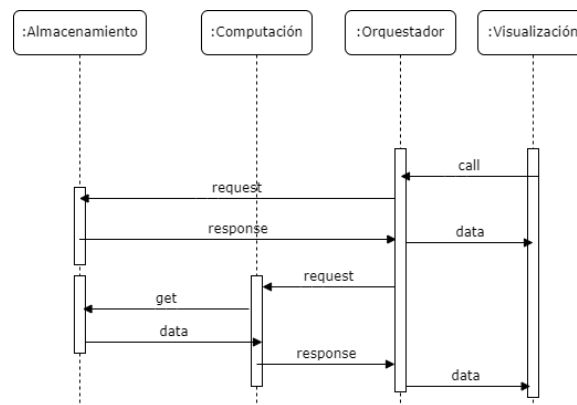 :Almacenamiento
:Computación
:Orquestador
:Visualización
call
request
response
data
request
get
data
response
data